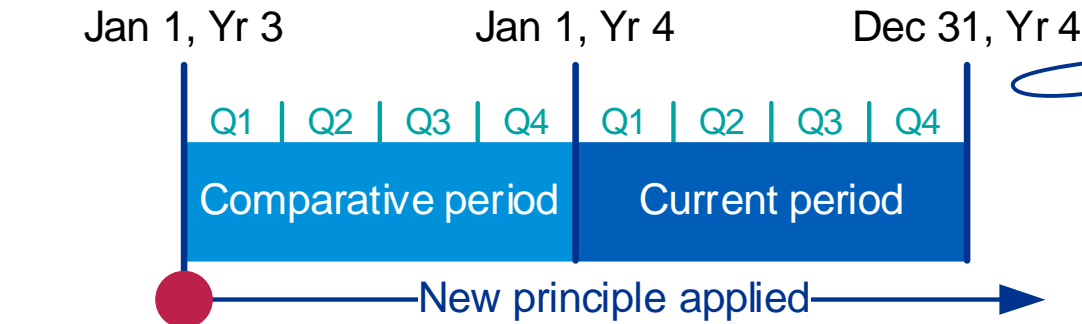 Jan 1, Yr 3 Jan 1, Yr 4 Dec 31, Yr 4
Q1 Q2 Q3 Q4 Q1 Q2 Q3 Q4
Comparative period Current period
New principle applied